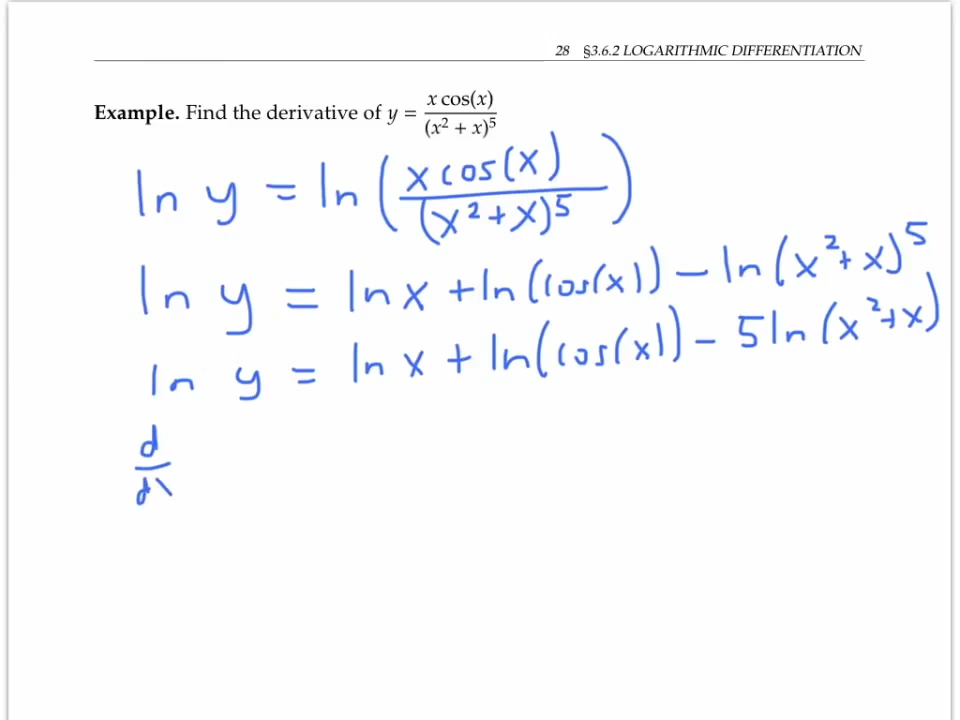 28 §3.6.2 LOGARITHMIC DIFFERENTIATION
Example. Find the derivative of y = x cos(x) / (x² + x)⁵
ln y = ln ( x cos(x) / (x² + x)⁵ )
ln y = ln x + ln (cos(x)) − ln (x² + x)⁵
ln y = ln x + ln (cos(x)) − 5 ln (x² + x)
d
dx